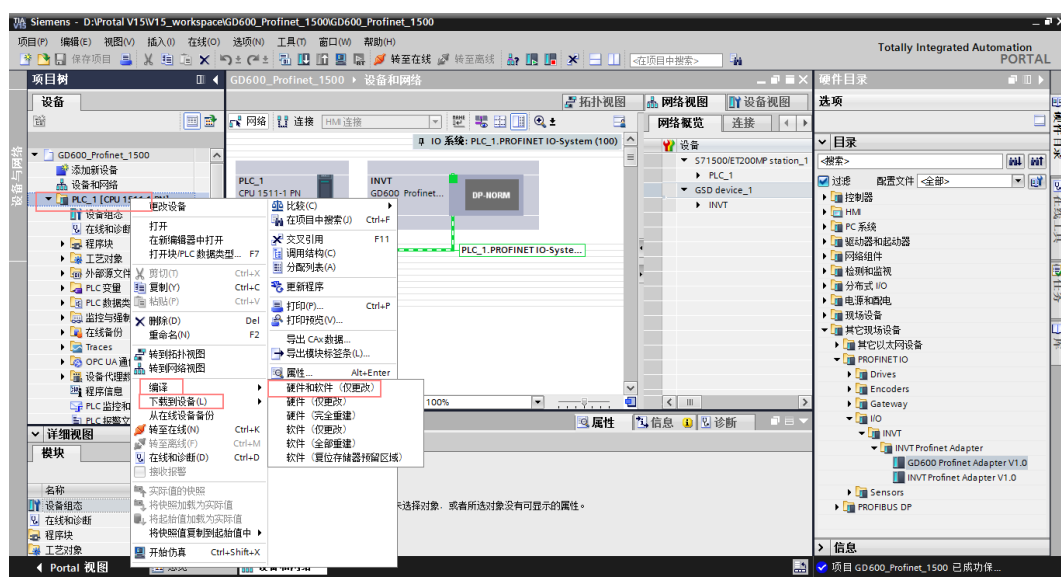 Siemens - D:\Protal V15\V15_workspace\GD600_Profinet_1500\GD600_Profinet_1500
项目(P) 编辑(E) 视图(V) 插入(I) 在线(O) 选项(N) 工具(T) 窗口(W) 帮助(H)
Totally Integrated Automation
PORTAL
保存项目 转至在线 转至离线 <在项目中搜索>
项目树
GD600_Profinet_1500 › 设备和网络
硬件目录
设备
拓扑视图 网络视图 设备视图
选项
网络 连接 HMI连接
网络概览 连接
IO 系统: PLC_1.PROFINET IO-System (100)
目录
设备与网络
GD600_Profinet_1500
添加新设备
设备和网络
PLC_1 [CPU 1511-1 PN]
设备组态
在线和诊断
程序块
工艺对象
外部源文件
PLC 变量
PLC 数据类
监控与强制
在线备份
Traces
OPC UA 通
设备代理数
程序信息
PLC 监控和
PLC 报警文
PLC_1
CPU 1511-1 PN
INVT
GD600 Profinet...
DP-NORM
PLC_1.PROFINET IO-Syste...
设备
S71500/ET200MP station_1
PLC_1
GSD device_1
INVT
更改设备
打开
在新编辑器中打开
打开块/PLC 数据类型... F7
剪切(T) Ctrl+X
复制(Y) Ctrl+C
粘贴(P) Ctrl+V
删除(D) Del
重命名(N) F2
转到拓扑视图
转到网络视图
编译
下载到设备(L)
从在线设备备份
转至在线(N) Ctrl+K
转至离线(F) Ctrl+M
在线和诊断(D) Ctrl+D
接收报警
实际值的快照
将快照加载为实际值
将起始值加载为实际值
将快照值复制到起始值中
开始仿真 Ctrl+Shift+X
比较(C)
在项目中搜索(J) Ctrl+F
交叉引用 F11
调用结构(C)
分配列表(A)
更新程序
打印(P)... Ctrl+P
打印预览(V)...
导出 CAx 数据...
导出模块标签条(L)...
属性... Alt+Enter
硬件和软件（仅更改）
硬件（仅更改）
硬件（完全重建）
软件（仅更改）
软件（全部重建）
软件（复位存储器预留区域）
100%
属性 信息 诊断
选择对象。或者所选对象没有可显示的属性。
<搜索>
过滤 配置文件 <全部>
控制器
HMI
PC 系统
驱动器和起动器
网络组件
检测和监视
分布式 I/O
电源和配电
现场设备
其它现场设备
其它以太网设备
PROFINET IO
Drives
Encoders
Gateway
I/O
INVT
INVT Profinet Adapter
GD600 Profinet Adapter V1.0
INVT Profinet Adapter V1.0
Sensors
PROFIBUS DP
信息
详细视图
模块
名称
设备组态
在线和诊断
程序块
工艺对象
Portal 视图
项目 GD600_Profinet_1500 已成功保...